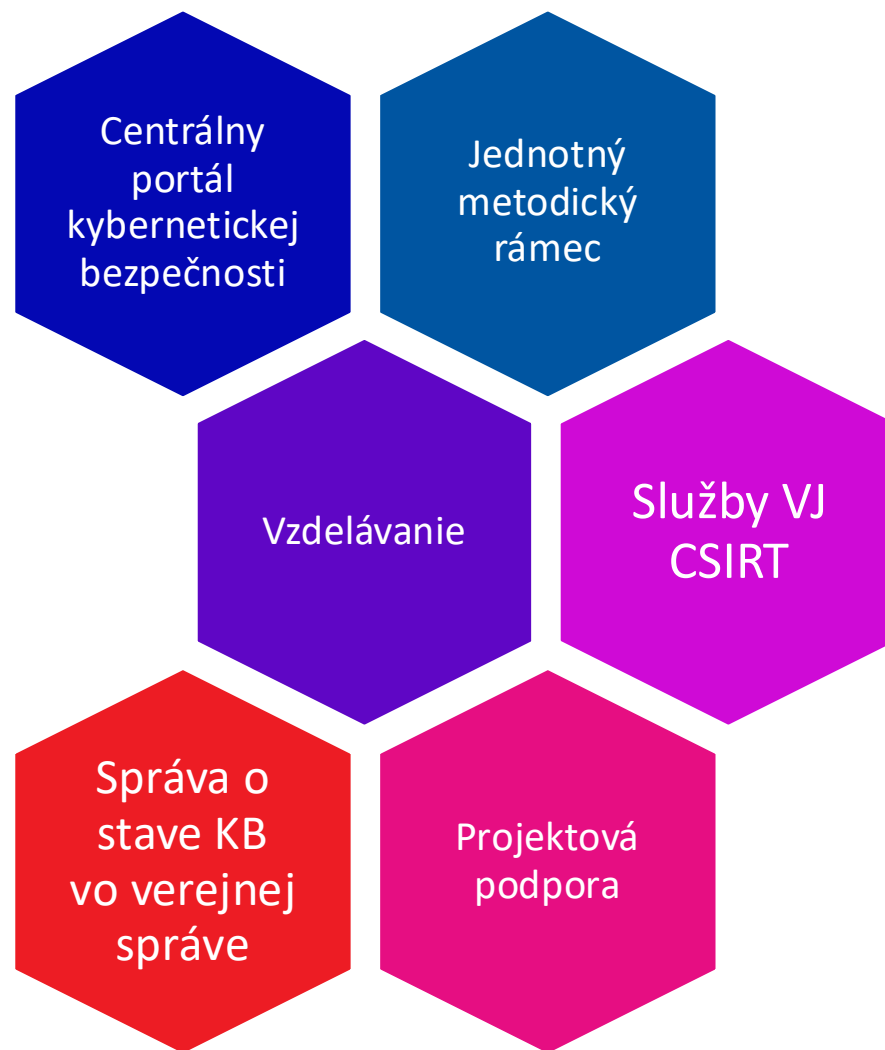 Centrálny
portál
kybernetickej
bezpečnosti
Jednotný
metodický
rámec
Vzdelávanie
Služby VJ
CSIRT
Správa o
stave KB
vo verejnej
správe
Projektová
podpora